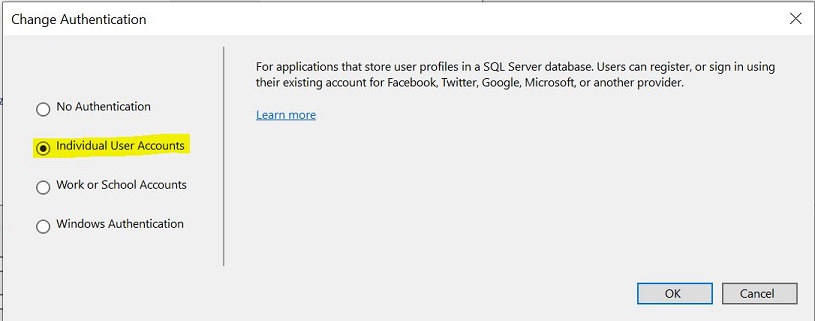 Change Authentication
For applications that store user profiles in a SQL Server database. Users can register, or sign in using
their existing account for Facebook, Twitter, Google, Microsoft, or another provider.
Learn more
No Authentication
Individual User Accounts
Work or School Accounts
Windows Authentication
OK
Cancel